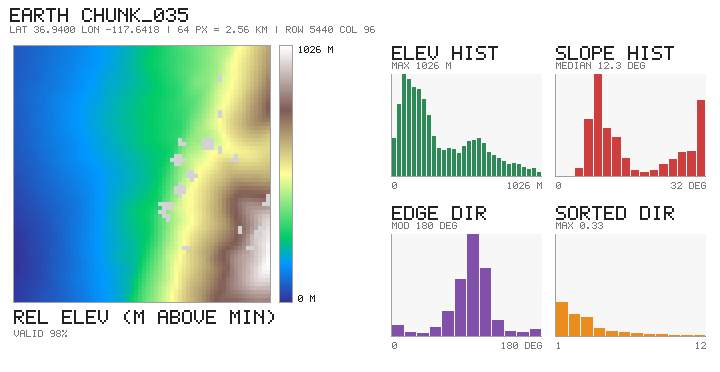 EARTH CHUNK_035
LAT 36.9400 LON -117.6418 | 64 PX = 2.56 KM | ROW 5440 COL 96
1026 M
0 M
REL ELEV (M ABOVE MIN)
VALID 98%
ELEV HIST
MAX 1026 M
0 1026 M
SLOPE HIST
MEDIAN 12.3 DEG
0 32 DEG
EDGE DIR
MOD 180 DEG
0 180 DEG
SORTED DIR
MAX 0.33
1 12